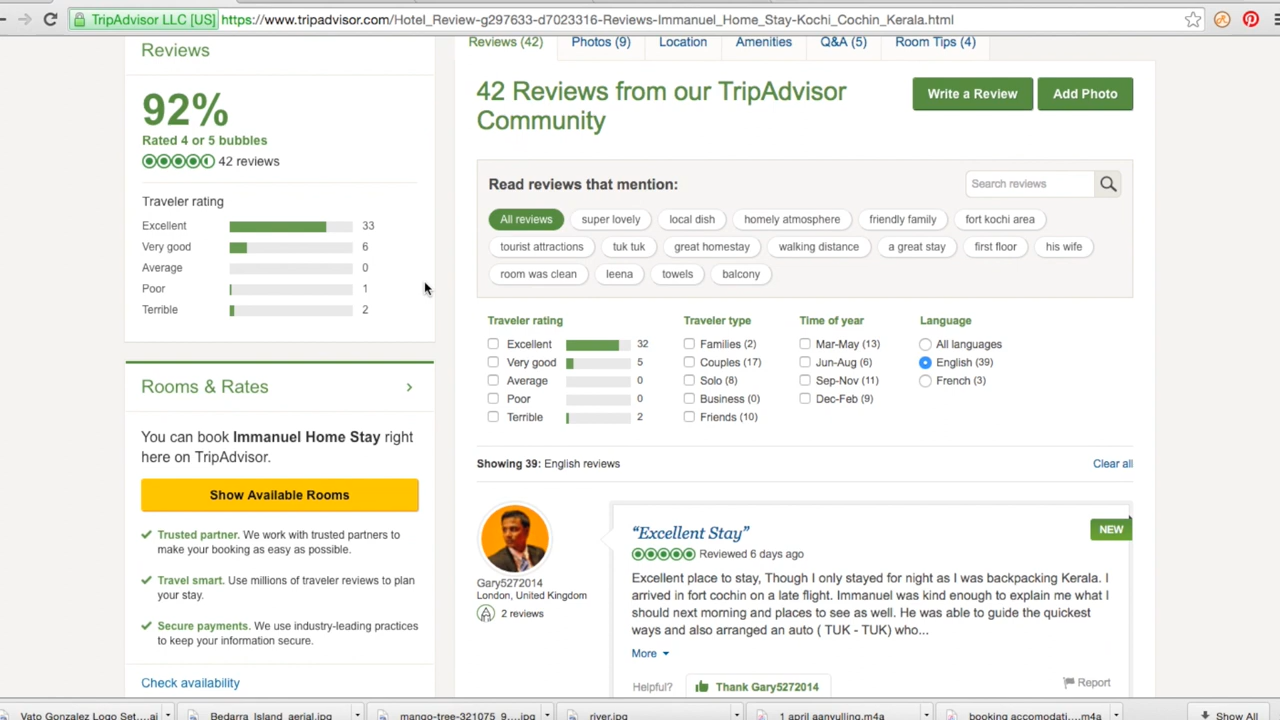 TripAdvisor LLC [US] https://www.tripadvisor.com/Hotel_Review-g297633-d7023316-Reviews-Immanuel_Home_Stay-Kochi_Cochin_Kerala.html
Reviews
92%
Rated 4 or 5 bubbles
42 reviews
Traveler rating
Excellent 33
Very good 6
Average 0
Poor 1
Terrible 2
Rooms & Rates
You can book Immanuel Home Stay right
here on TripAdvisor.
Show Available Rooms
Trusted partner. We work with trusted partners to
make your booking as easy as possible.
Travel smart. Use millions of traveler reviews to plan
your stay.
Secure payments. We use industry-leading practices
to keep your information secure.
Check availability
Reviews (42) Photos (9) Location Amenities Q&A (5) Room Tips (4)
42 Reviews from our TripAdvisor
Community
Write a Review Add Photo
Read reviews that mention: Search reviews
All reviews super lovely local dish homely atmosphere friendly family fort kochi area
tourist attractions tuk tuk great homestay walking distance a great stay first floor his wife
room was clean leena towels balcony
Traveler rating Traveler type Time of year Language
Excellent 32 Families (2) Mar-May (13) All languages
Very good 5 Couples (17) Jun-Aug (6) English (39)
Average 0 Solo (8) Sep-Nov (11) French (3)
Poor 0 Business (0) Dec-Feb (9)
Terrible 2 Friends (10)
Showing 39: English reviews Clear all
Gary5272014
London, United Kingdom
2 reviews
“Excellent Stay” NEW
Reviewed 6 days ago
Excellent place to stay, Though I only stayed for night as I was backpacking Kerala. I
arrived in fort cochin on a late flight. Immanuel was kind enough to explain me what I
should next morning and places to see as well. He was able to guide the quickest
ways and also arranged an auto ( TUK - TUK) who...
More
Helpful? Thank Gary5272014 Report
Vato Gonzalez Logo Set....ai Bedarra_Island_aerial.jpg mango-tree-321075_9....jpg river.jpg 1 april aanvulling.m4a booking accomodati....m4a Show All